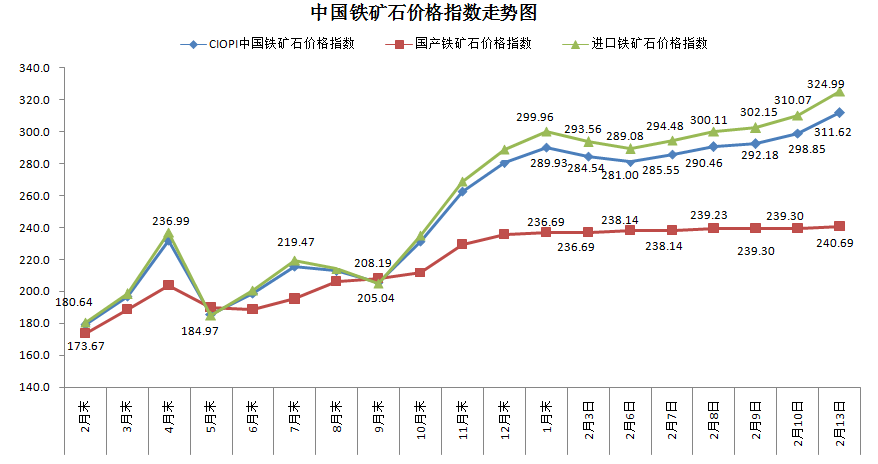 中国铁矿石价格指数走势图
CIOPI中国铁矿石价格指数 国产铁矿石价格指数 进口铁矿石价格指数
340.0
320.0
300.0
280.0
260.0
240.0
220.0
200.0
180.0
160.0
140.0
180.64
173.67
236.99
184.97
219.47
208.19
205.04
299.96
289.93
236.69
293.56
284.54
236.69
289.08
281.00
238.14
294.48
285.55
238.14
300.11
290.46
239.23
302.15
292.18
239.30
310.07
298.85
239.30
324.99
311.62
240.69
2月末
3月末
4月末
5月末
6月末
7月末
8月末
9月末
10月末
11月末
12月末
1月末
2月3日
2月6日
2月7日
2月8日
2月9日
2月10日
2月13日